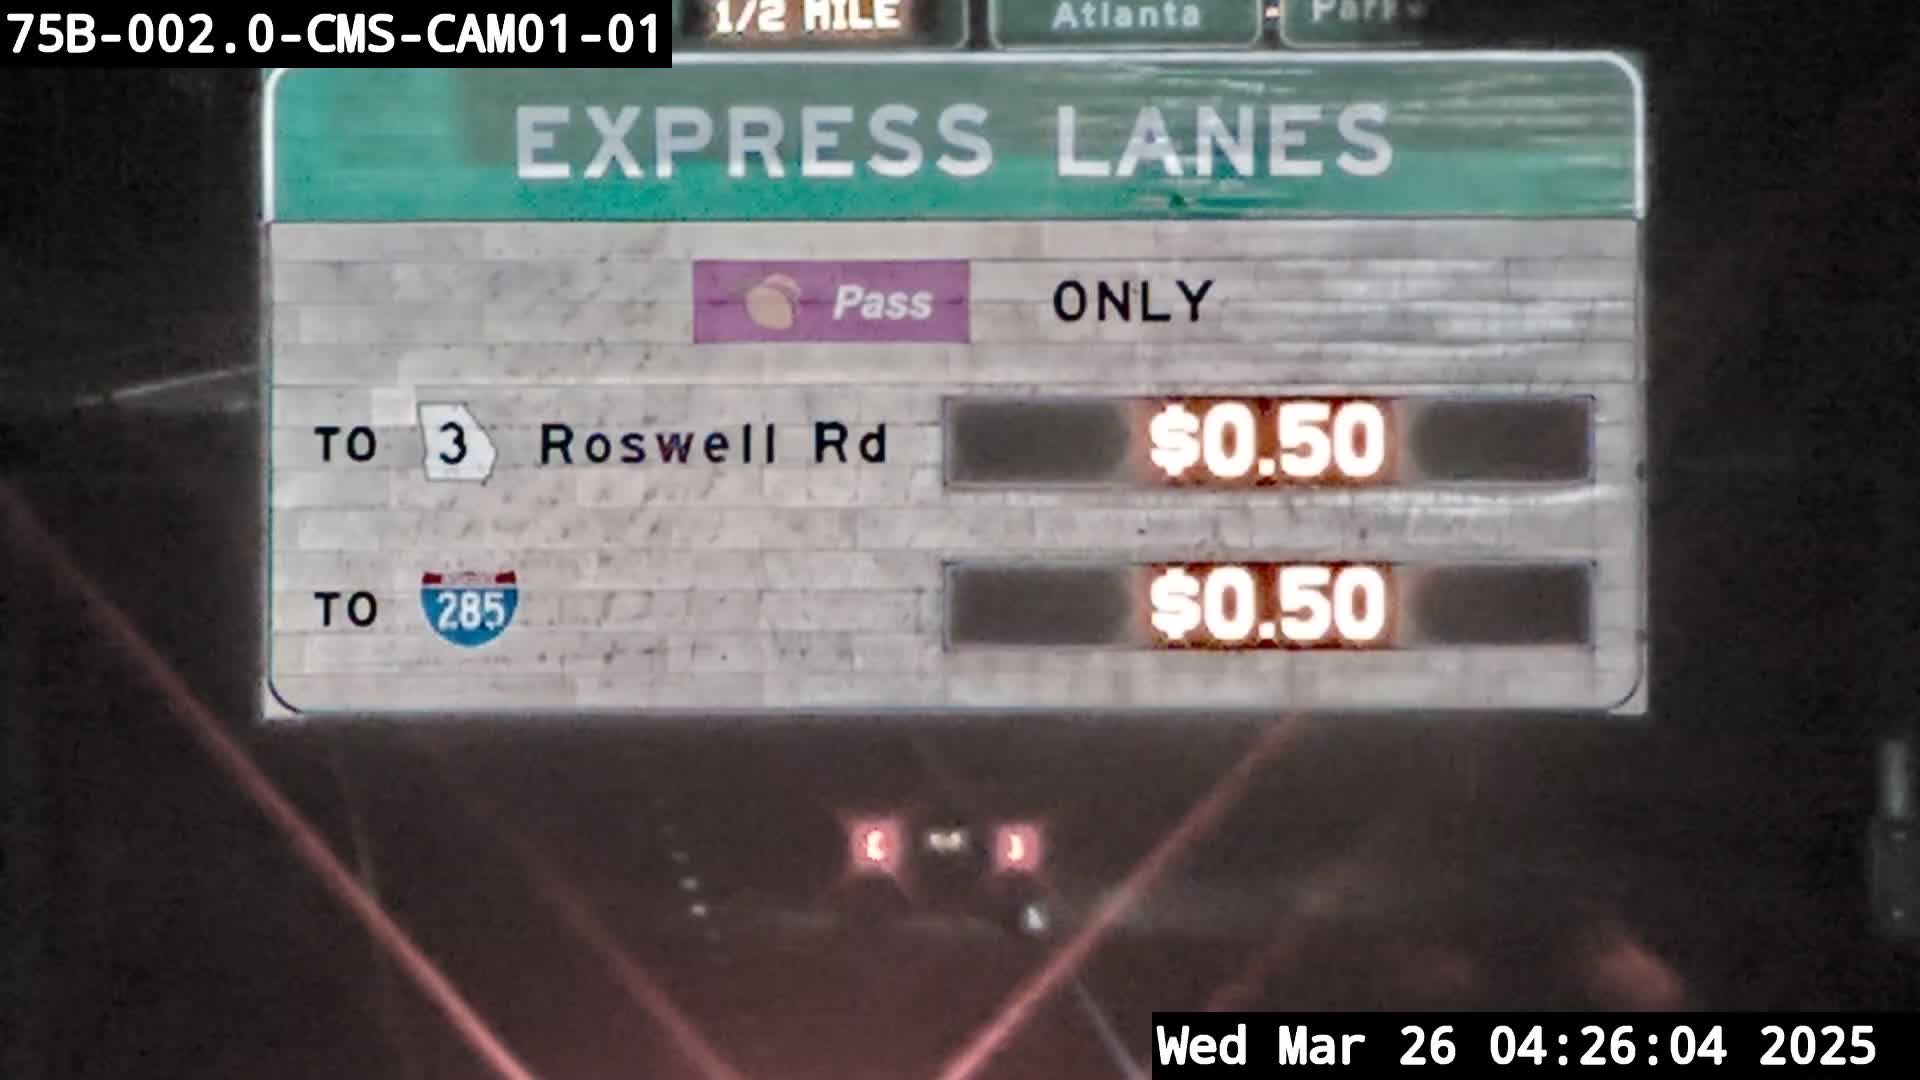 75B-002.0-CMS-CAM01-01
1/2 MILE
Atlanta
EXPRESS LANES
Pass ONLY
TO 3 Roswell Rd $0.50
TO 285 $0.50
Wed Mar 26 04:26:04 2025